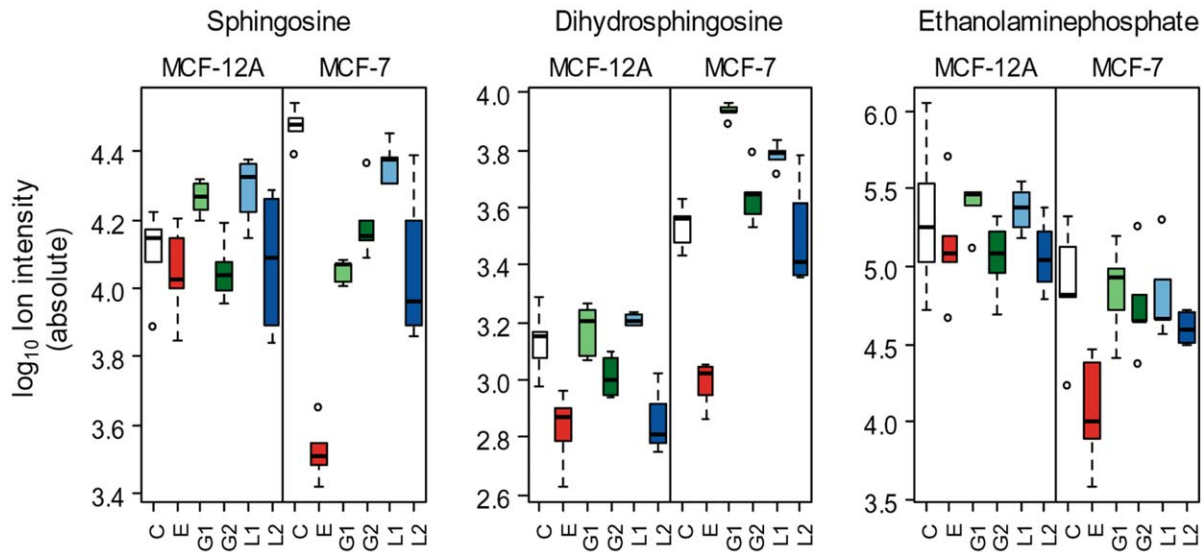 Sphingosine
MCF-12A MCF-7
log10 Ion intensity
(absolute)
4.4
4.2
4.0
3.8
3.6
3.4
C E G1 G2 L1 L2 C E G1 G2 L1 L2
Dihydrosphingosine
MCF-12A MCF-7
4.0
3.8
3.6
3.4
3.2
3.0
2.8
2.6
C E G1 G2 L1 L2 C E G1 G2 L1 L2
Ethanolaminephosphate
MCF-12A MCF-7
6.0
5.5
5.0
4.5
4.0
3.5
C E G1 G2 L1 L2 C E G1 G2 L1 L2